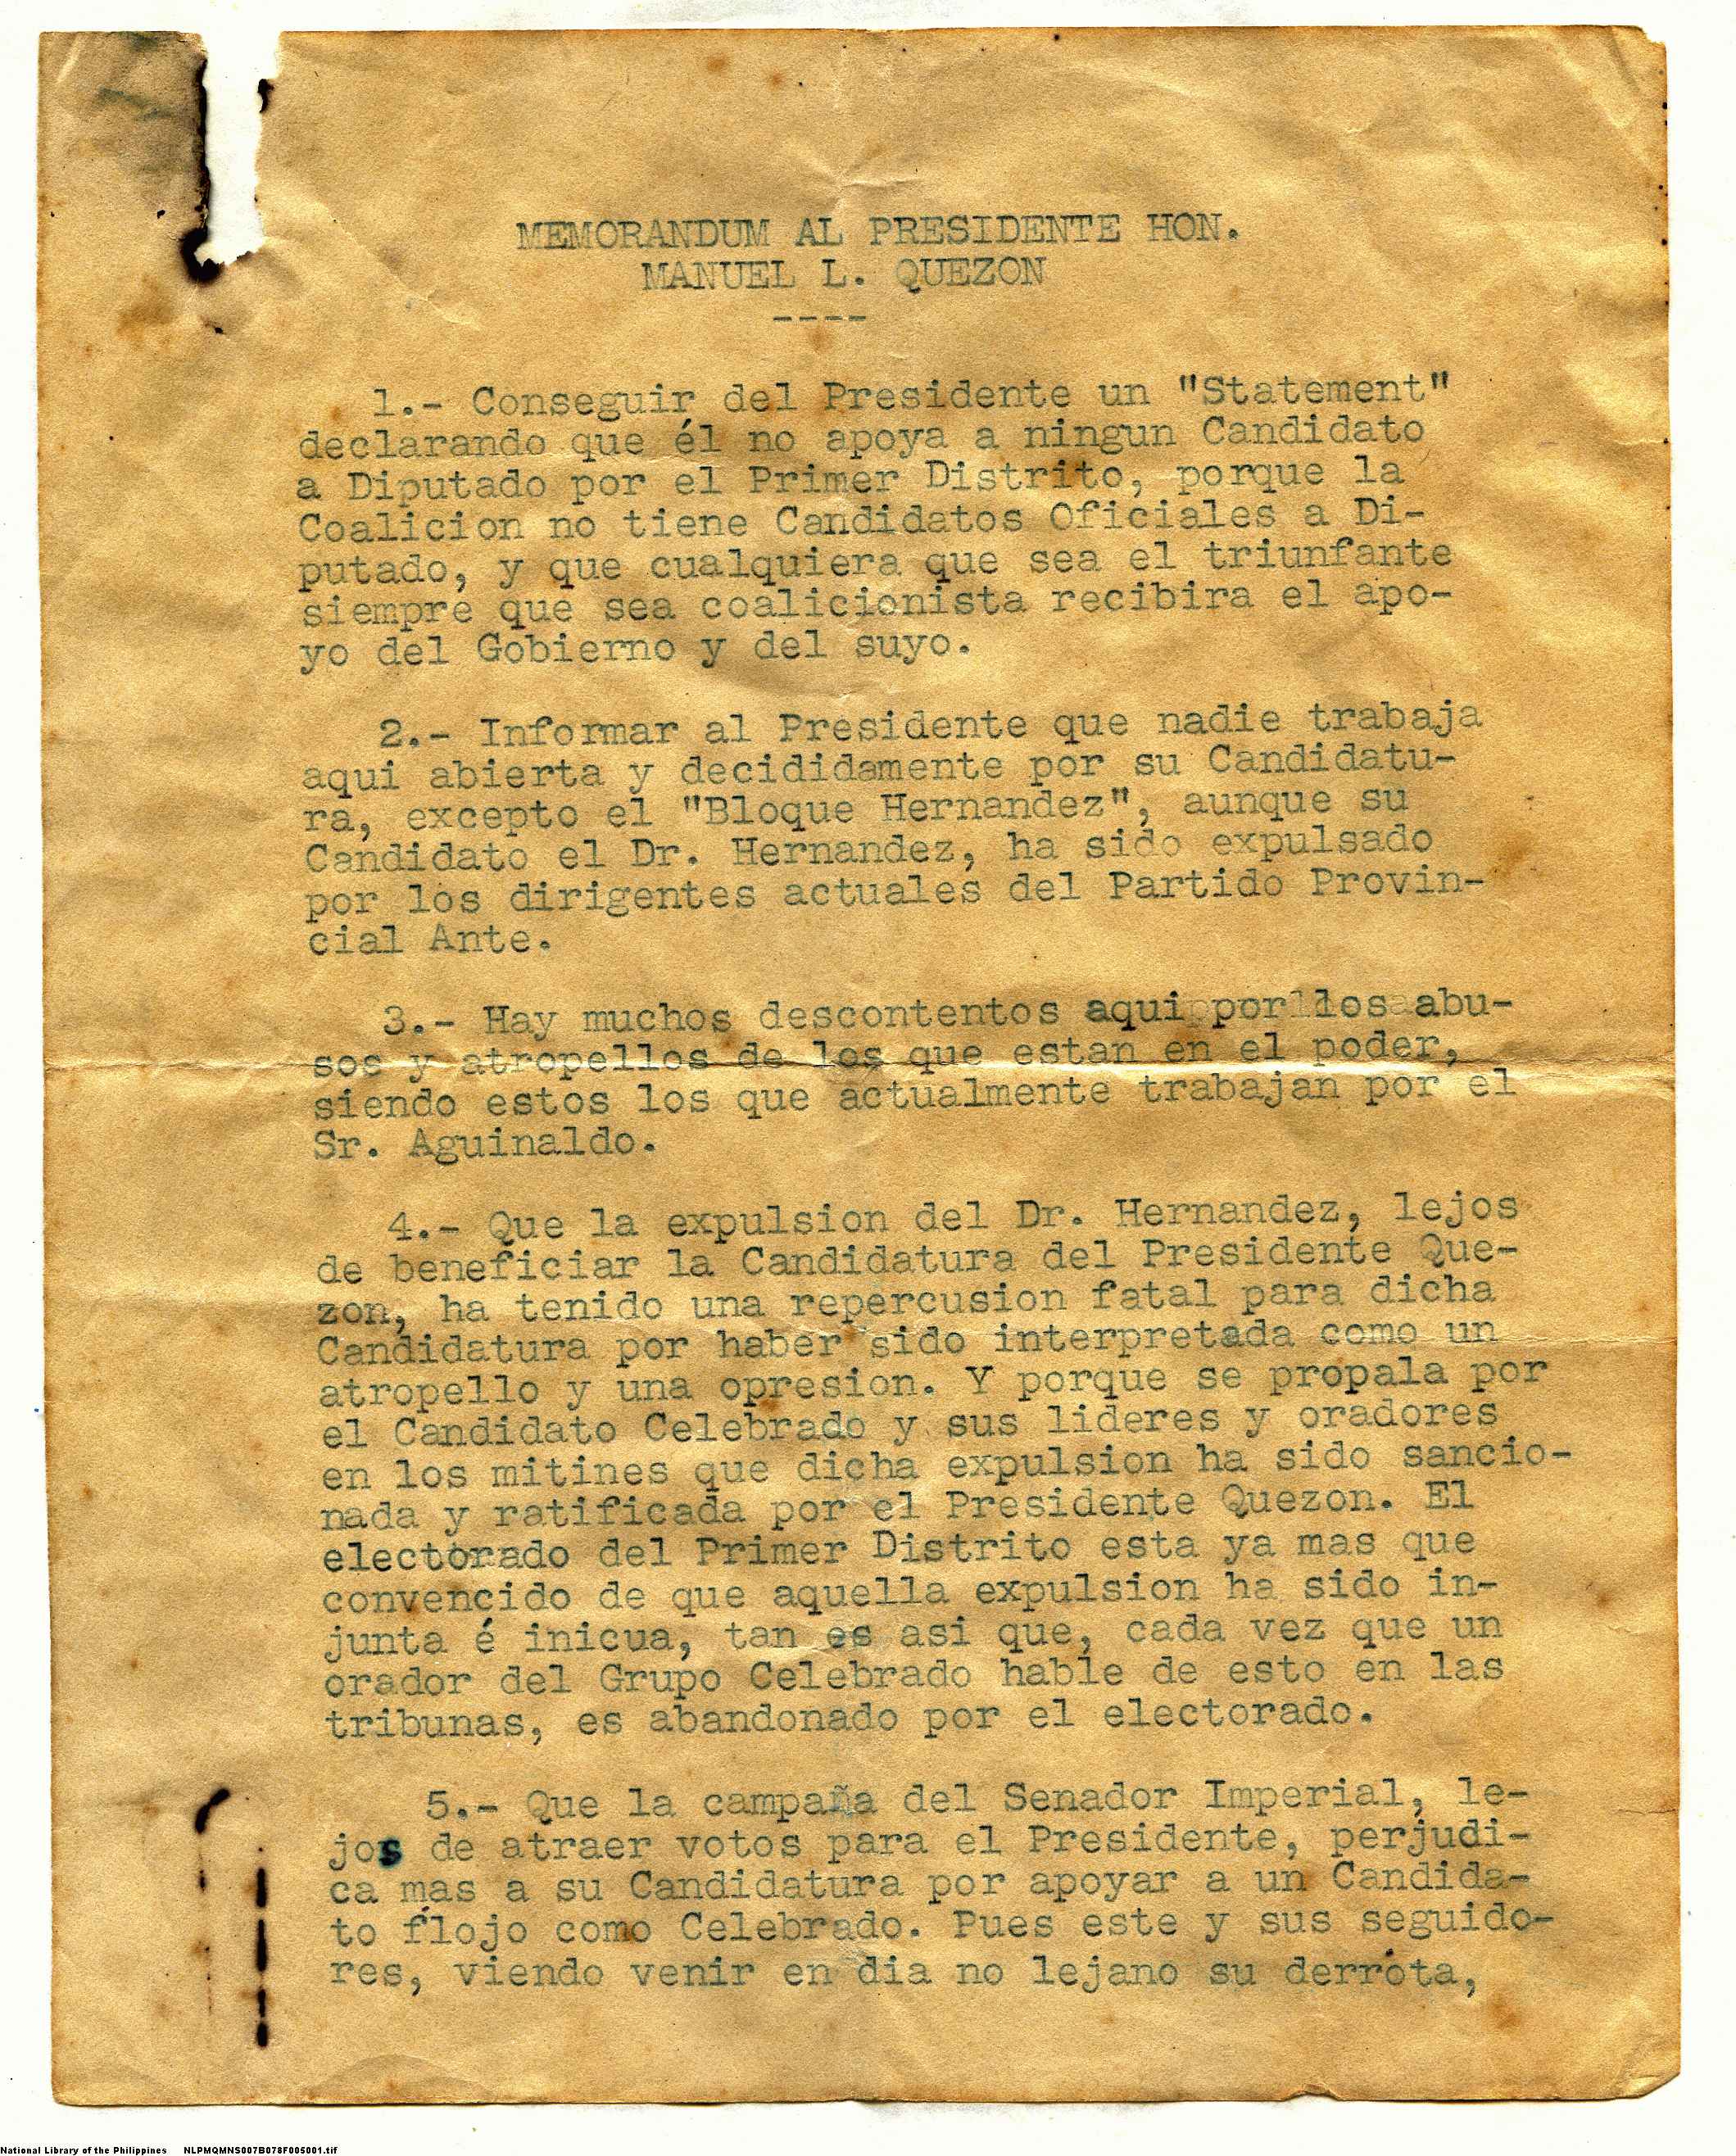 MEMORANDUM AL PRESIDENTE HON.
MANUEL L. QUEZON
----
1.- Conseguir del Presidente un "Statement"
declarando que él no apoya a ningun Candidato
a Diputado por el Primer Distrito, porque la
Coalicion no tiene Candidatos Oficiales a Di-
putado, y que cualquiera que sea el triunfante
siempre que sea coalicionista recibira el apo-
yo del Gobierno y del suyo.
2.- Informar al Presidente que nadie trabaja
aqui abierta y decididamente por su Candidatu-
ra, excepto el "Bloque Hernandez", aunque su
Candidato el Dr. Hernandez, ha sido expulsado
por los dirigentes actuales del Partido Provin-
cial Ante.
3.- Hay muchos descontentos aqui por los abu-
sos y atropellos de los que estan en el poder,
siendo estos los que actualmente trabajan por el
Sr. Aguinaldo.
4.- Que la expulsion del Dr. Hernandez, lejos
de beneficiar la Candidatura del Presidente Que-
zon, ha tenido una repercusion fatal para dicha
Candidatura por haber sido interpretada como un
atropello y una opresion. Y porque se propala por
el Candidato Celebrado y sus lideres y oradores
en los mitines que dicha expulsion ha sido sancio-
nada y ratificada por el Presidente Quezon. El
electorado del Primer Distrito esta ya mas que
convencido de que aquella expulsion ha sido in-
junta é inicua, tan es asi que, cada vez que un
orador del Grupo Celebrado hable de esto en las
tribunas, es abandonado por el electorado.
5.- Que la campaña del Senador Imperial, le-
jos de atraer votos para el Presidente, perjudi-
ca mas a su Candidatura por apoyar a un Candida-
to flojo como Celebrado. Pues este y sus seguido-
res, viendo venir en dia no lejano su derrota,
National Library of the Philippines NLPMQMNS007B078F005001.tif